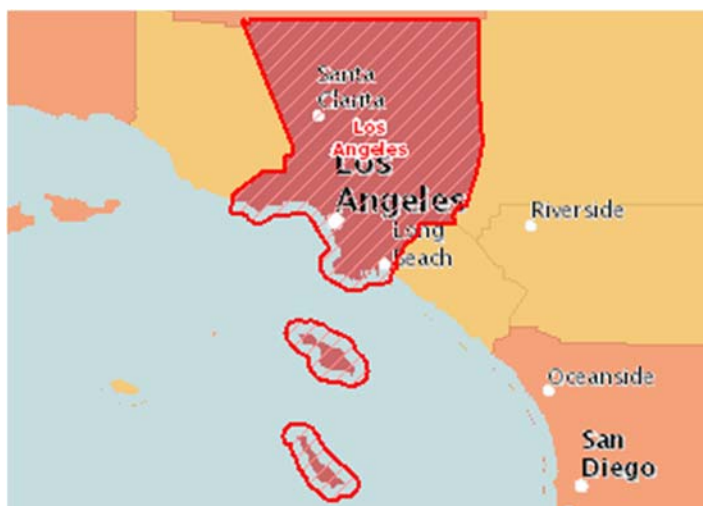 Santa
Clarita
Los
Angeles
Los
Angeles
Long
Beach
Riverside
Oceanside
San
Diego